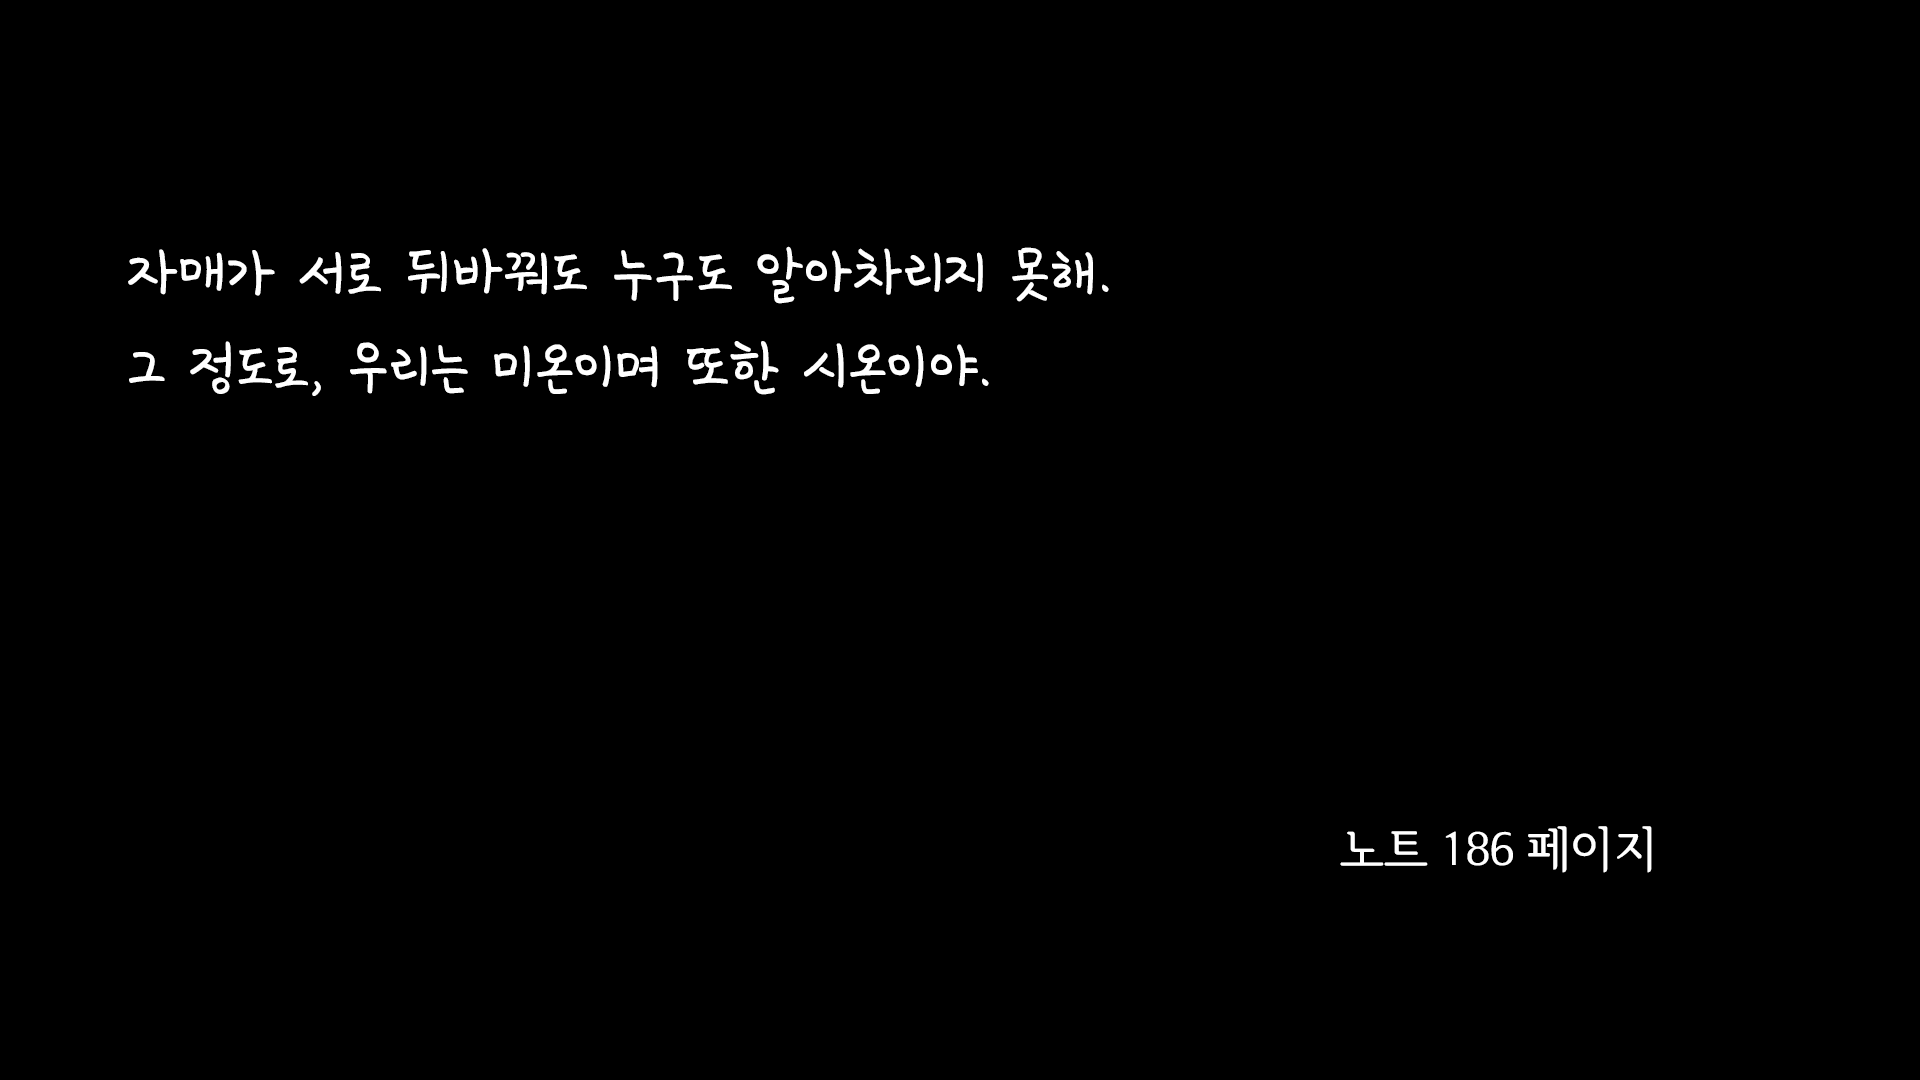 자매가 서로 뒤바꿔도 누구도 알아차리지 못해.
그 정도로, 우리는 미온이며 또한 시온이야.
노트 186 페이지